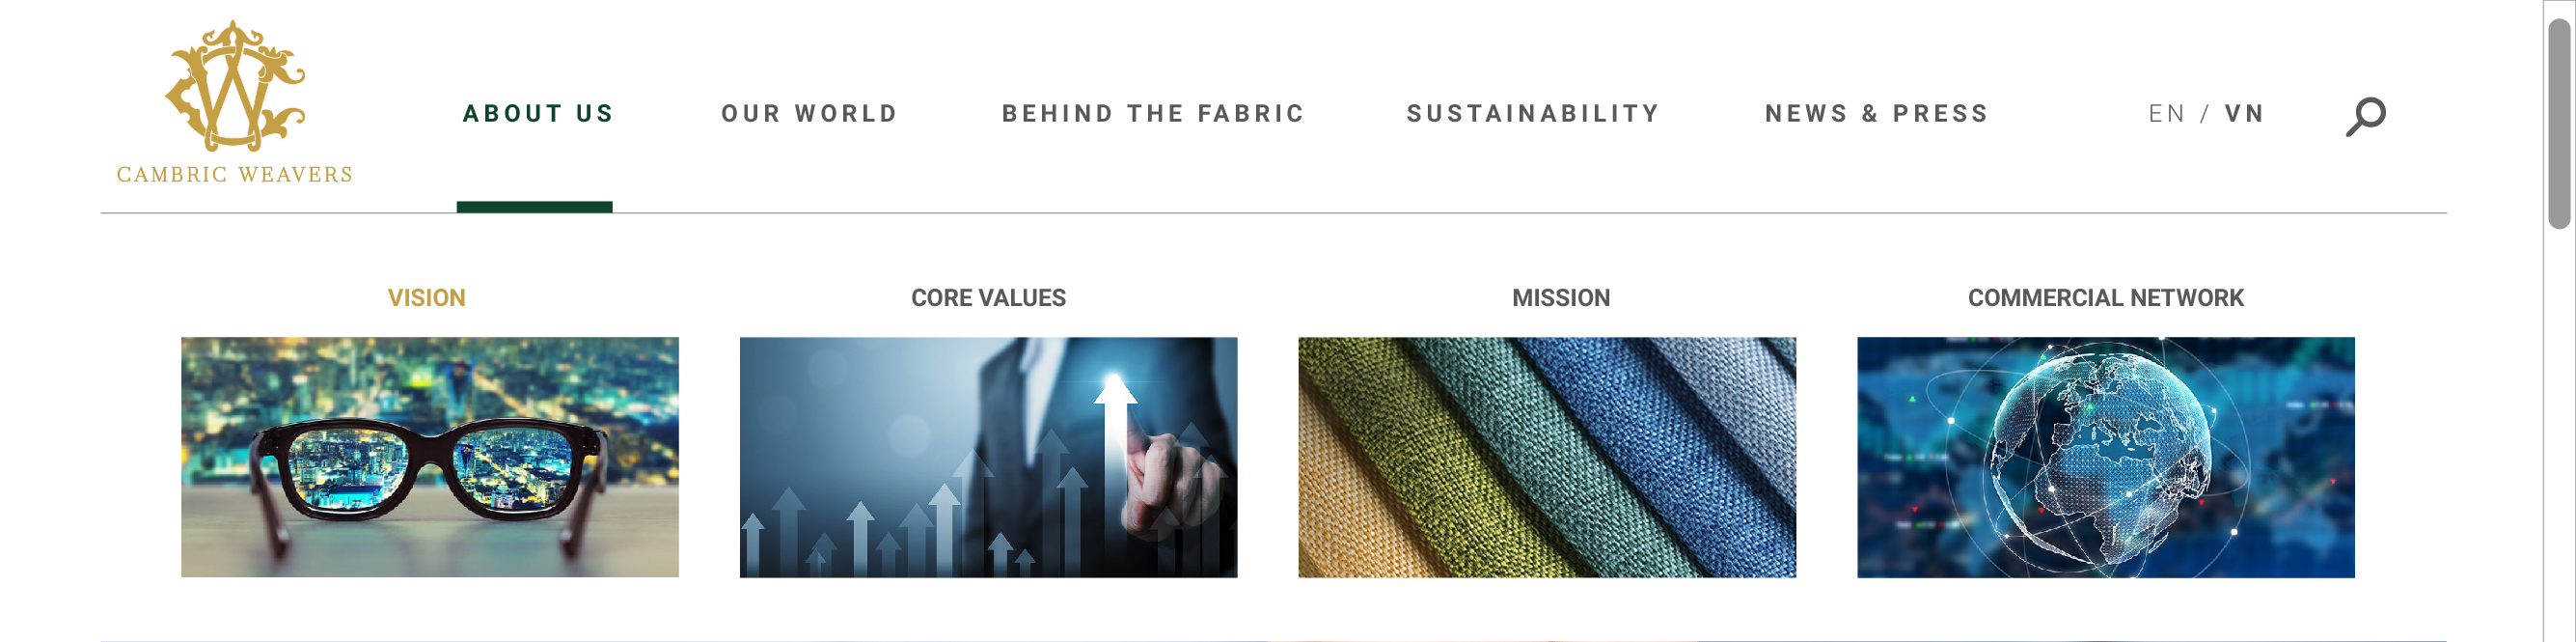 CAMBRIC WEAVERS
ABOUT US
OUR WORLD
BEHIND THE FABRIC
SUSTAINABILITY
NEWS & PRESS
EN / VN
VISION
CORE VALUES
MISSION
COMMERCIAL NETWORK